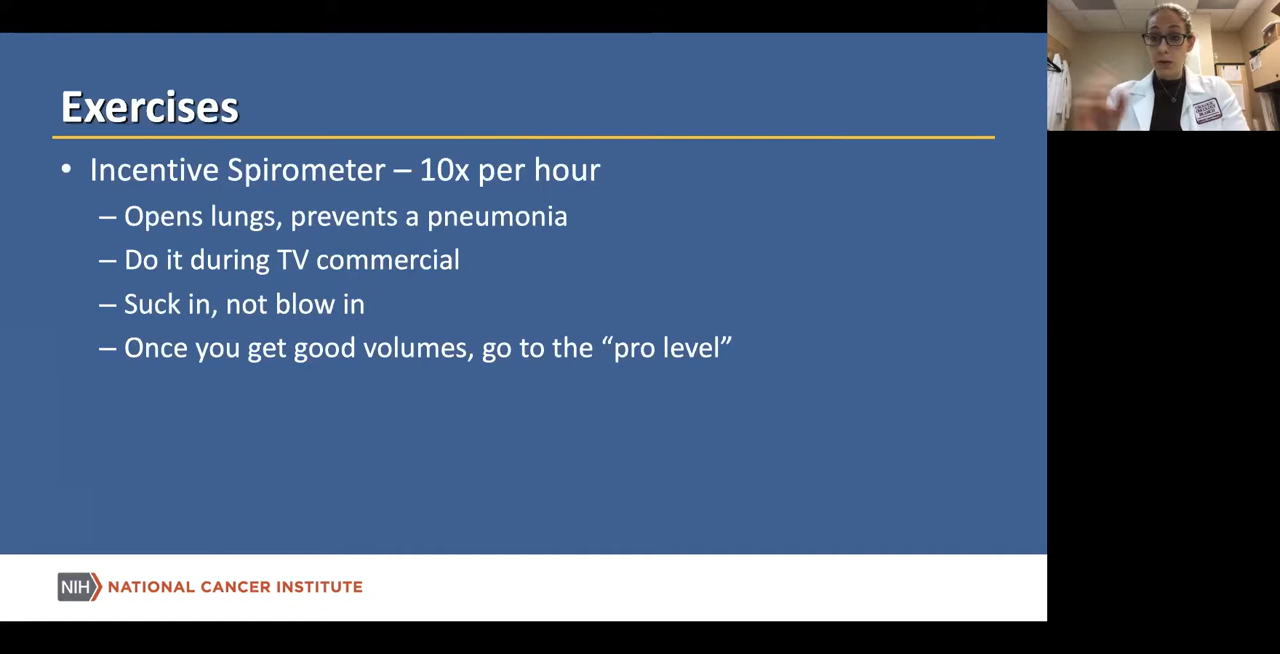 Exercises
• Incentive Spirometer – 10x per hour
– Opens lungs, prevents a pneumonia
– Do it during TV commercial
– Suck in, not blow in
– Once you get good volumes, go to the “pro level”
NIH NATIONAL CANCER INSTITUTE